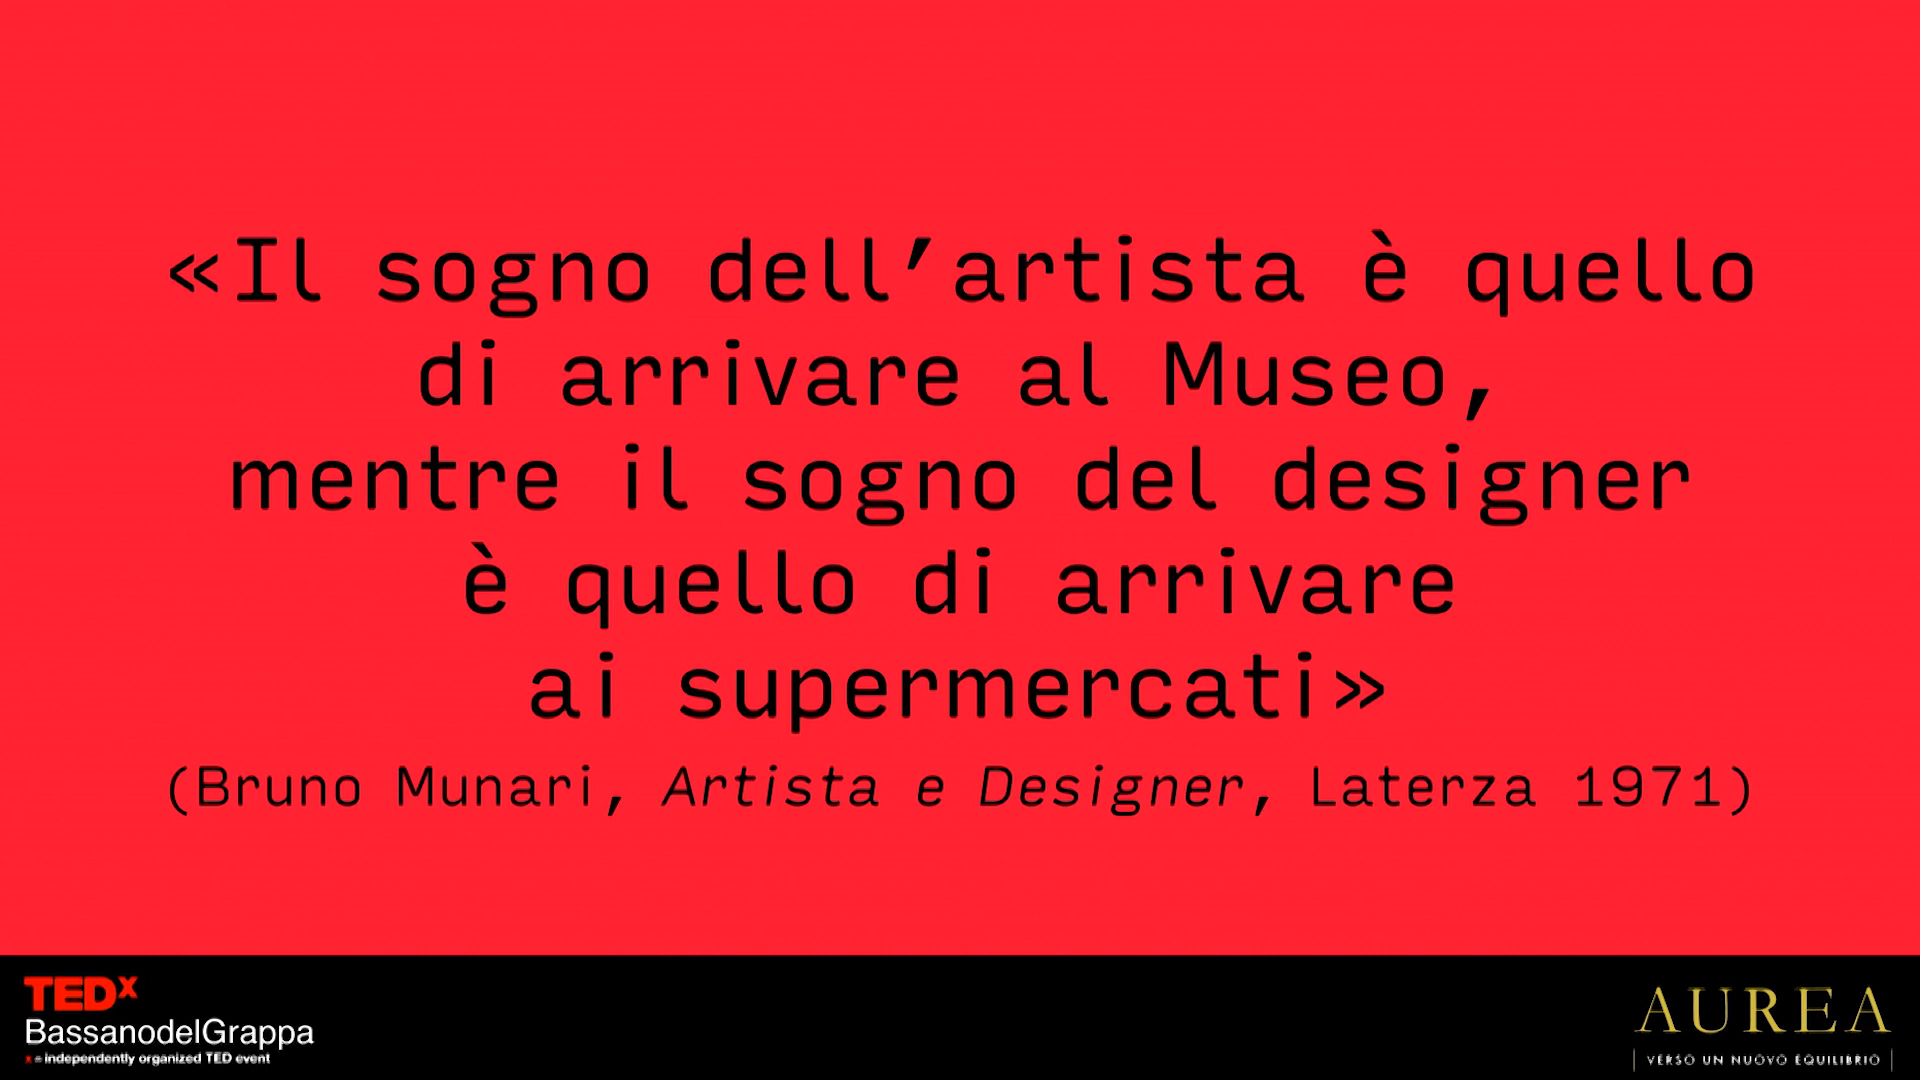 «Il sogno dell’artista è quello
di arrivare al Museo,
mentre il sogno del designer
è quello di arrivare
ai supermercati»
(Bruno Munari, Artista e Designer, Laterza 1971)
TEDx
BassanodelGrappa
x = independently organized TED event
AUREA
| VERSO UN NUOVO EQUILIBRIO |